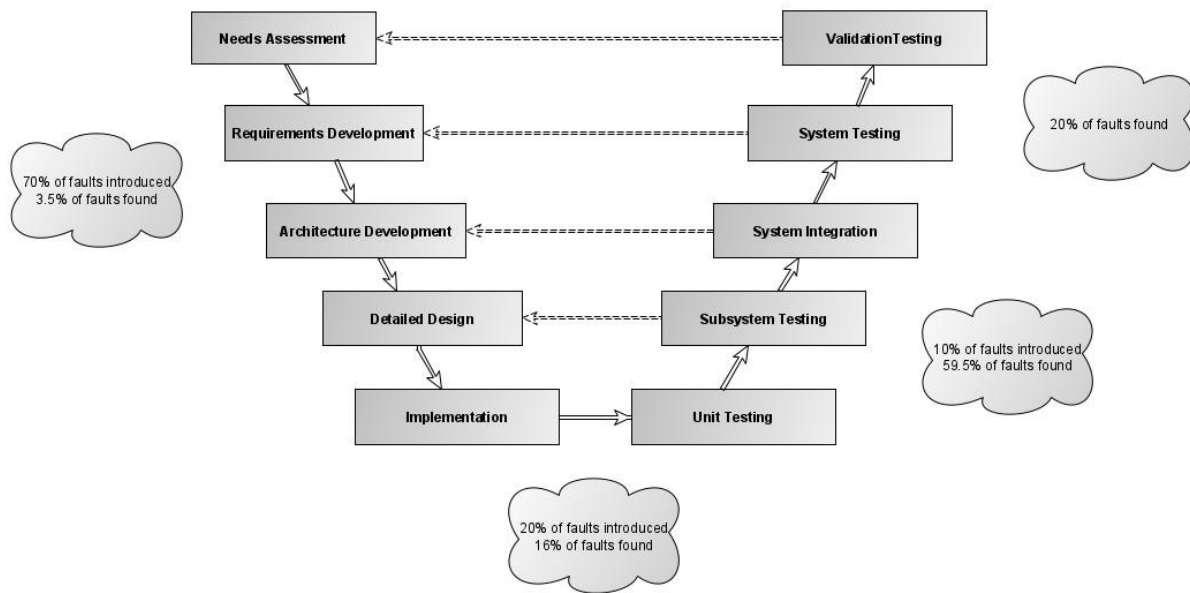 Needs Assessment
ValidationTesting
Requirements Development
System Testing
20% of faults found
70% of faults introduced
3.5% of faults found
Architecture Development
System Integration
Detailed Design
Subsystem Testing
10% of faults introduced
59.5% of faults found
Implementation
Unit Testing
20% of faults introduced
16% of faults found